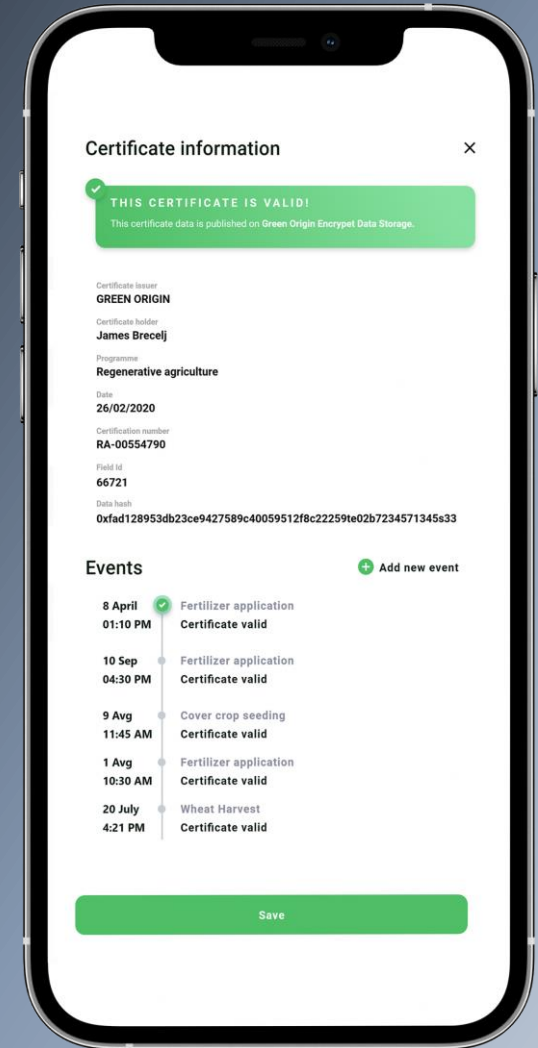 Certificate information
THIS CERTIFICATE IS VALID!
This certificate data is published on Green Origin Encrypet Data Storage.
Certificate issuer
GREEN ORIGIN
Certificate holder
James Brecelj
Programme
Regenerative agriculture
Date
26/02/2020
Certification number
RA-00554790
Field Id
66721
Data hash
0xfad128953db23ce9427589c40059512f8c22259te02b7234571345s33
Events
Add new event
8 April Fertilizer application
01:10 PM Certificate valid
10 Sep Fertilizer application
04:30 PM Certificate valid
9 Avg Cover crop seeding
11:45 AM Certificate valid
1 Avg Fertilizer application
10:30 AM Certificate valid
20 July Wheat Harvest
4:21 PM Certificate valid
Save